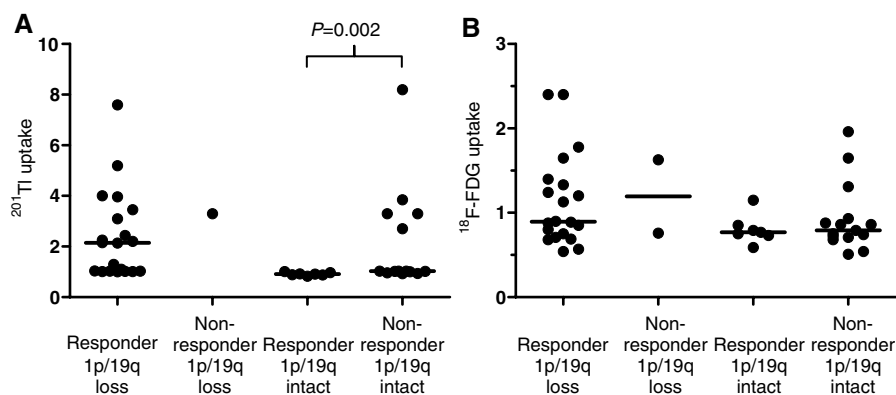 A
P=0.002
²⁰¹Tl uptake
10
8
6
4
2
0
Responder
1p/19q
loss
Non-
responder
1p/19q
loss
Responder
1p/19q
intact
Non-
responder
1p/19q
intact
B
¹⁸F-FDG uptake
3
2
1
0
Responder
1p/19q
loss
Non-
responder
1p/19q
loss
Responder
1p/19q
intact
Non-
responder
1p/19q
intact